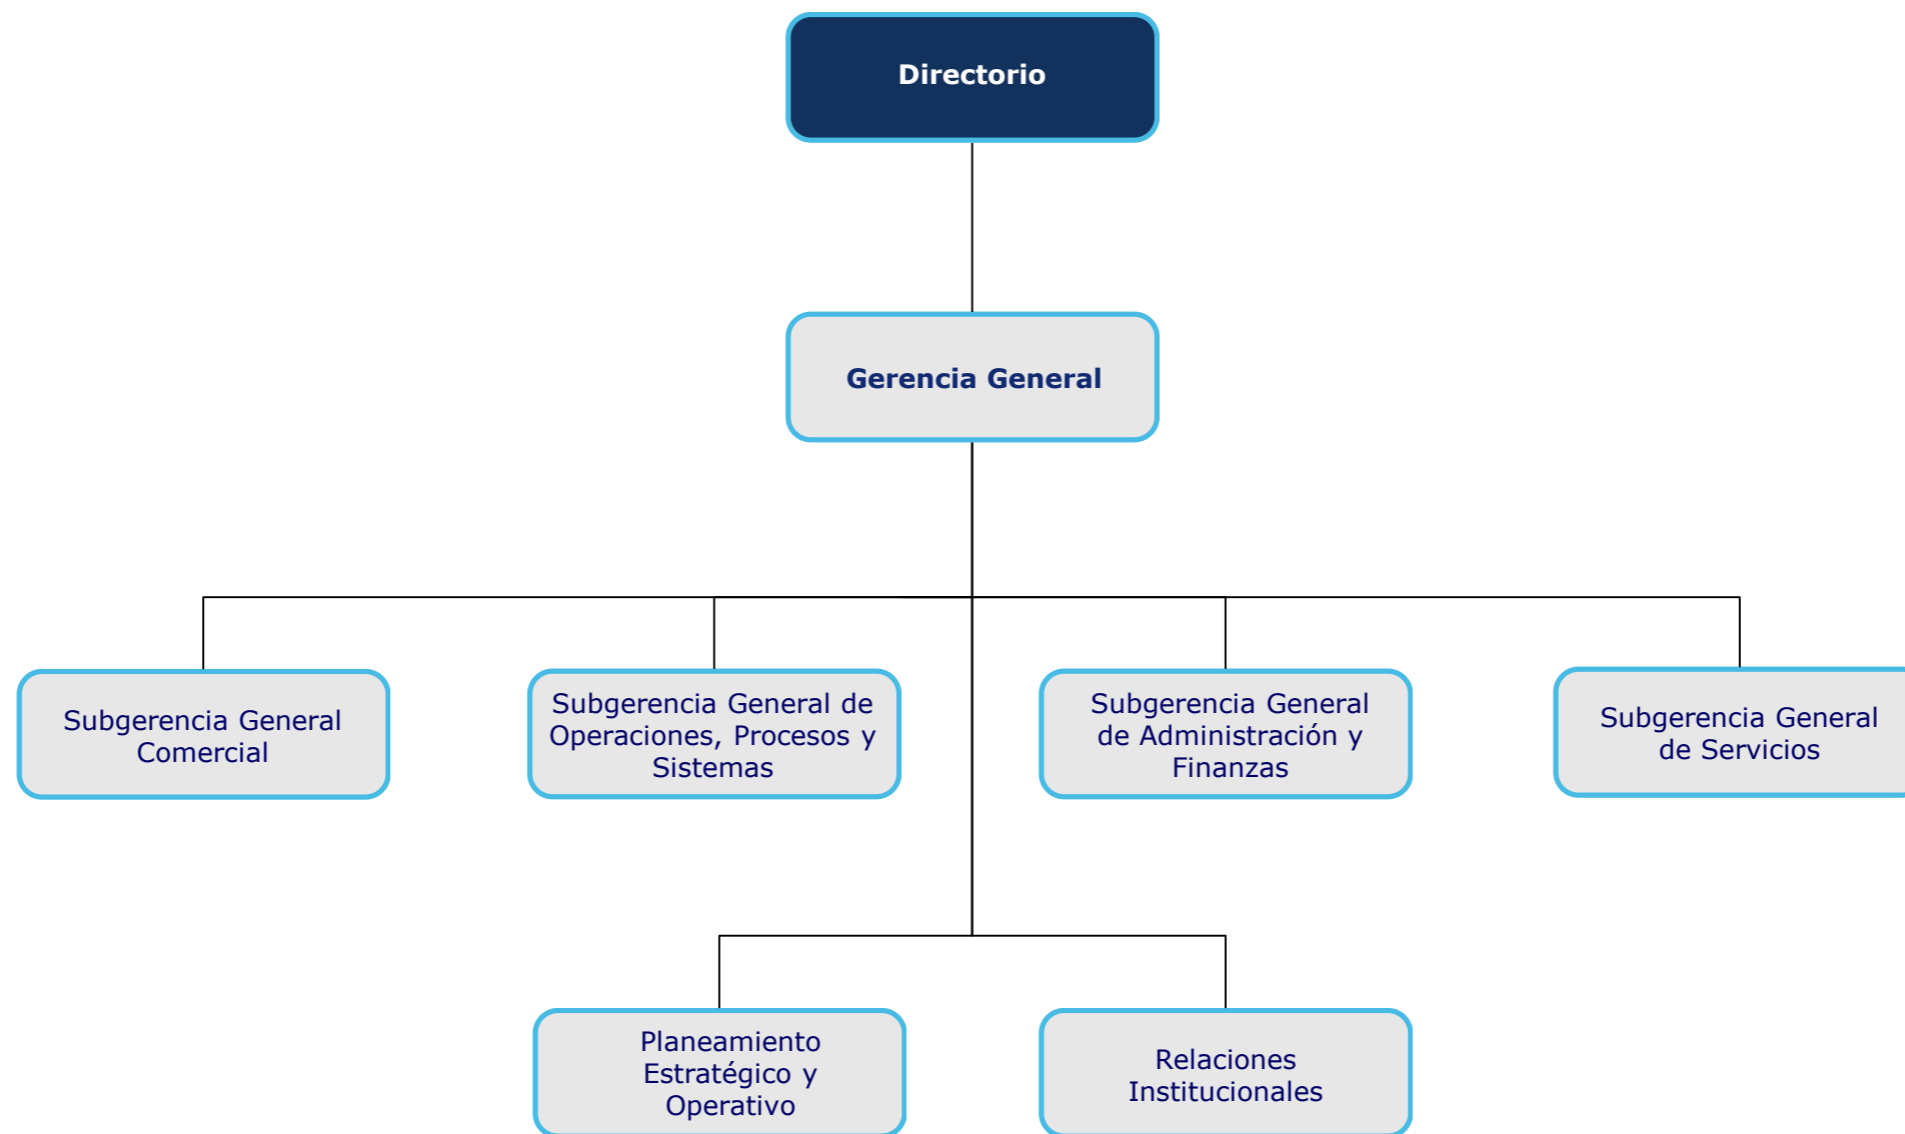 Directorio
Gerencia General
Subgerencia General
Comercial
Subgerencia General de
Operaciones, Procesos y
Sistemas
Subgerencia General
de Administración y
Finanzas
Subgerencia General
de Servicios
Planeamiento
Estratégico y
Operativo
Relaciones
Institucionales